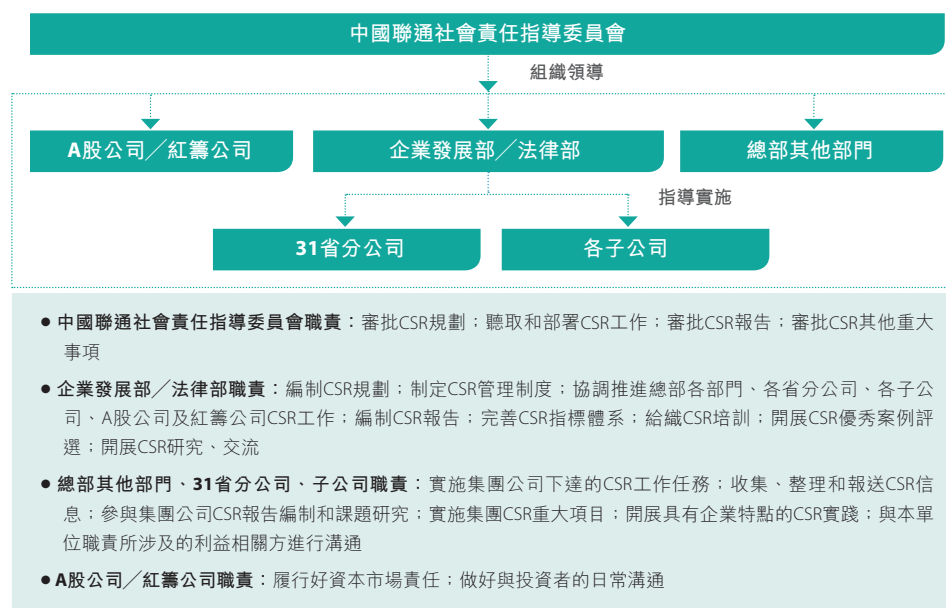 中國聯通社會責任指導委員會
組織領導
A股公司／紅籌公司
企業發展部／法律部
總部其他部門
指導實施
31省分公司
各子公司
●中國聯通社會責任指導委員會職責：審批CSR規劃；聽取和部署CSR工作；審批CSR報告；審批CSR其他重大
事項
●企業發展部／法律部職責：編制CSR規劃；制定CSR管理制度；協調推進總部各部門、各省分公司、各子公
司、A股公司及紅籌公司CSR工作；編制CSR報告；完善CSR指標體系；給織CSR培訓；開展CSR優秀案例評
選；開展CSR研究、交流
●總部其他部門、31省分公司、子公司職責：實施集團公司下達的CSR工作任務；收集、整理和報送CSR信
息；參與集團公司CSR報告編制和課題研究；實施集團CSR重大項目；開展具有企業特點的CSR實踐；與本單
位職責所涉及的利益相關方進行溝通
●A股公司／紅籌公司職責：履行好資本市場責任；做好與投資者的日常溝通